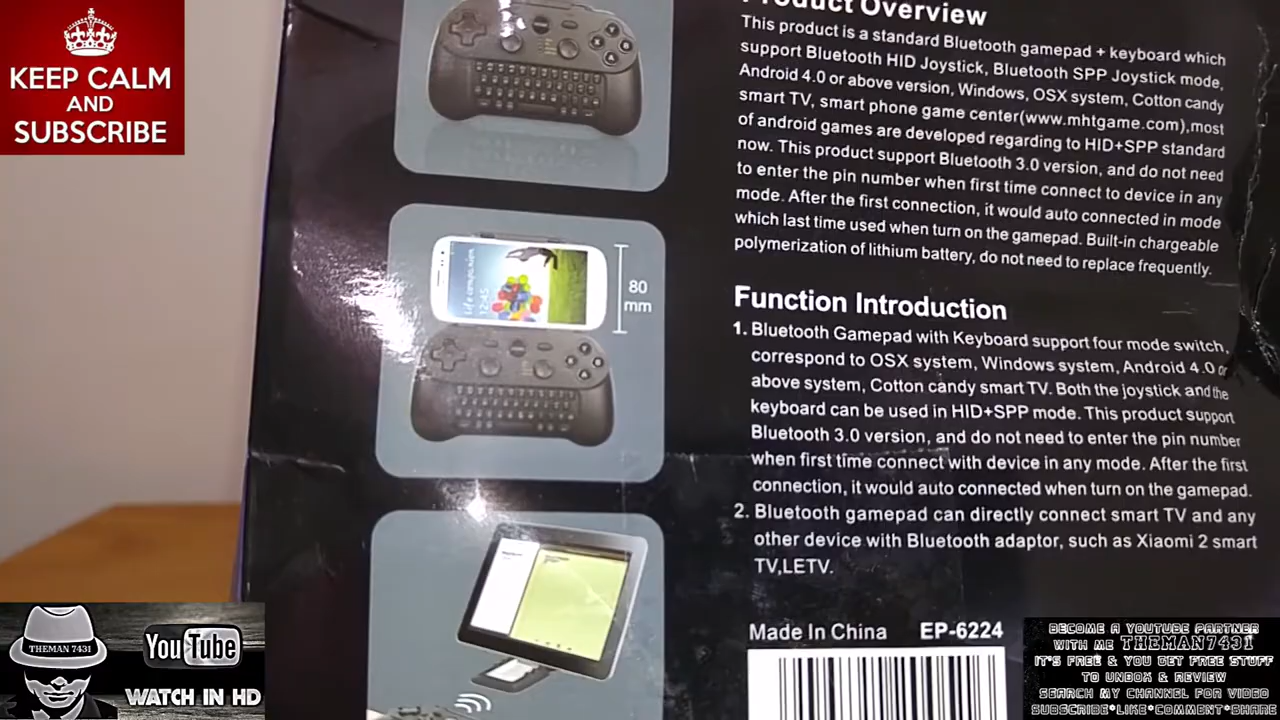 KEEP CALM
AND
SUBSCRIBE
Product Overview
This product is a standard Bluetooth gamepad + keyboard which
support Bluetooth HID Joystick, Bluetooth SPP Joystick mode,
Android 4.0 or above version, Windows, OSX system, Cotton candy
smart TV, smart phone game center(www.mhtgame.com),most
of android games are developed regarding to HID+SPP standard
now. This product support Bluetooth 3.0 version, and do not need
to enter the pin number when first time connect to device in any
mode. After the first connection, it would auto connected in mode
which last time used when turn on the gamepad. Built-in chargeable
polymerization of lithium battery, do not need to replace frequently.
Life companion
12:45
80
mm
Function Introduction
1. Bluetooth Gamepad with Keyboard support four mode switch,
correspond to OSX system, Windows system, Android 4.0 or
above system, Cotton candy smart TV. Both the joystick and the
keyboard can be used in HID+SPP mode. This product support
Bluetooth 3.0 version, and do not need to enter the pin number
when first time connect with device in any mode. After the first
connection, it would auto connected when turn on the gamepad.
2. Bluetooth gamepad can directly connect smart TV and any
other device with Bluetooth adaptor, such as Xiaomi 2 smart
TV,LETV.
Made In China EP-6224
THEMAN 7431
YouTube
WATCH IN HD
BECOME A YOUTUBE PARTNER
WITH ME THEMAN7431
IT'S FREE & YOU GET FREE STUFF
TO UNBOX & REVIEW
SEARCH MY CHANNEL FOR VIDEO
SUBSCRIBE*LIKE*COMMENT*SHARE